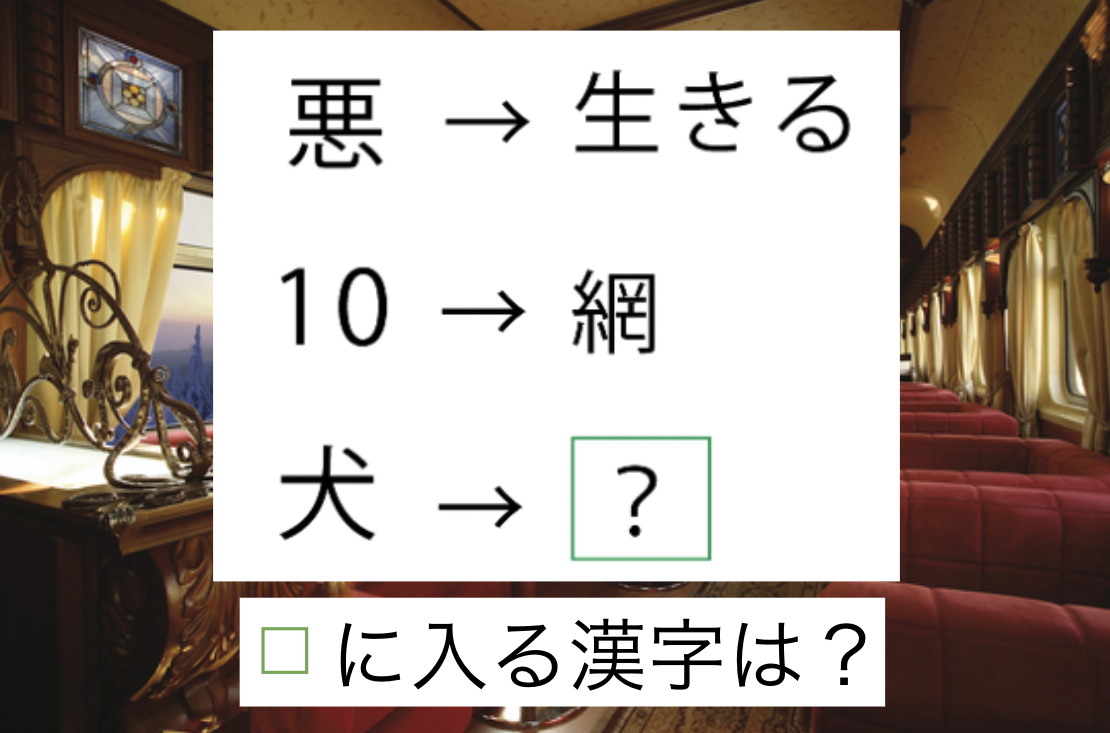 悪 → 生きる
10 → 網
犬 → ?
□に入る漢字は？